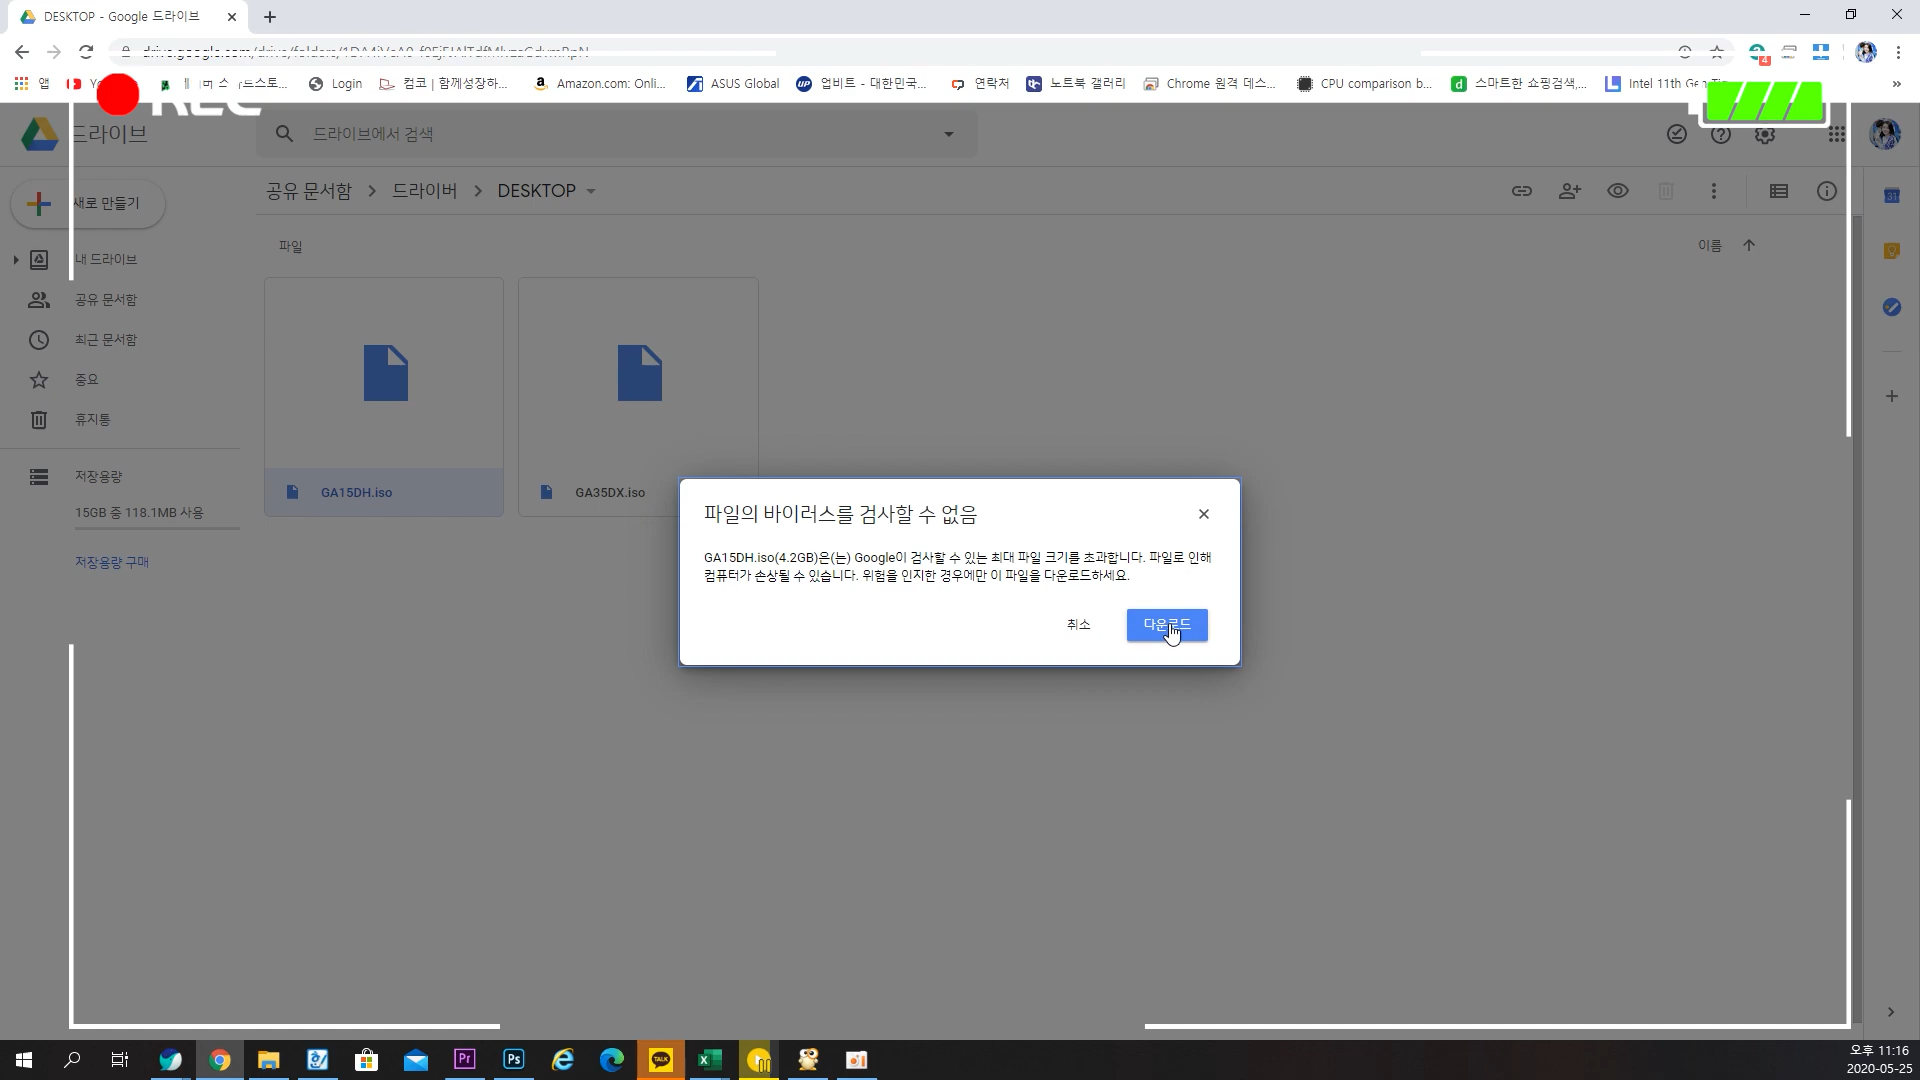 DESKTOP - Google 드라이브
앱
Login
컴코 | 함께성장하...
Amazon.com: Onli...
ASUS Global
업비트 - 대한민국...
연락처
노트북 갤러리
Chrome 원격 데스...
CPU comparison b...
스마트한 쇼핑검색,...
Intel 11th Gen
REC
드라이브
드라이브에서 검색
새로 만들기
공유 문서함
드라이버
DESKTOP
내 드라이브
공유 문서함
최근 문서함
중요
휴지통
저장용량
15GB 중 118.1MB 사용
저장용량 구매
파일
이름
GA15DH.iso
GA35DX.iso
파일의 바이러스를 검사할 수 없음
GA15DH.iso(4.2GB)은(는) Google이 검사할 수 있는 최대 파일 크기를 초과합니다. 파일로 인해
컴퓨터가 손상될 수 있습니다. 위험을 인지한 경우에만 이 파일을 다운로드하세요.
취소
다운로드
31
4
Pr
Ps
TALK
오후 11:16
2020-05-25